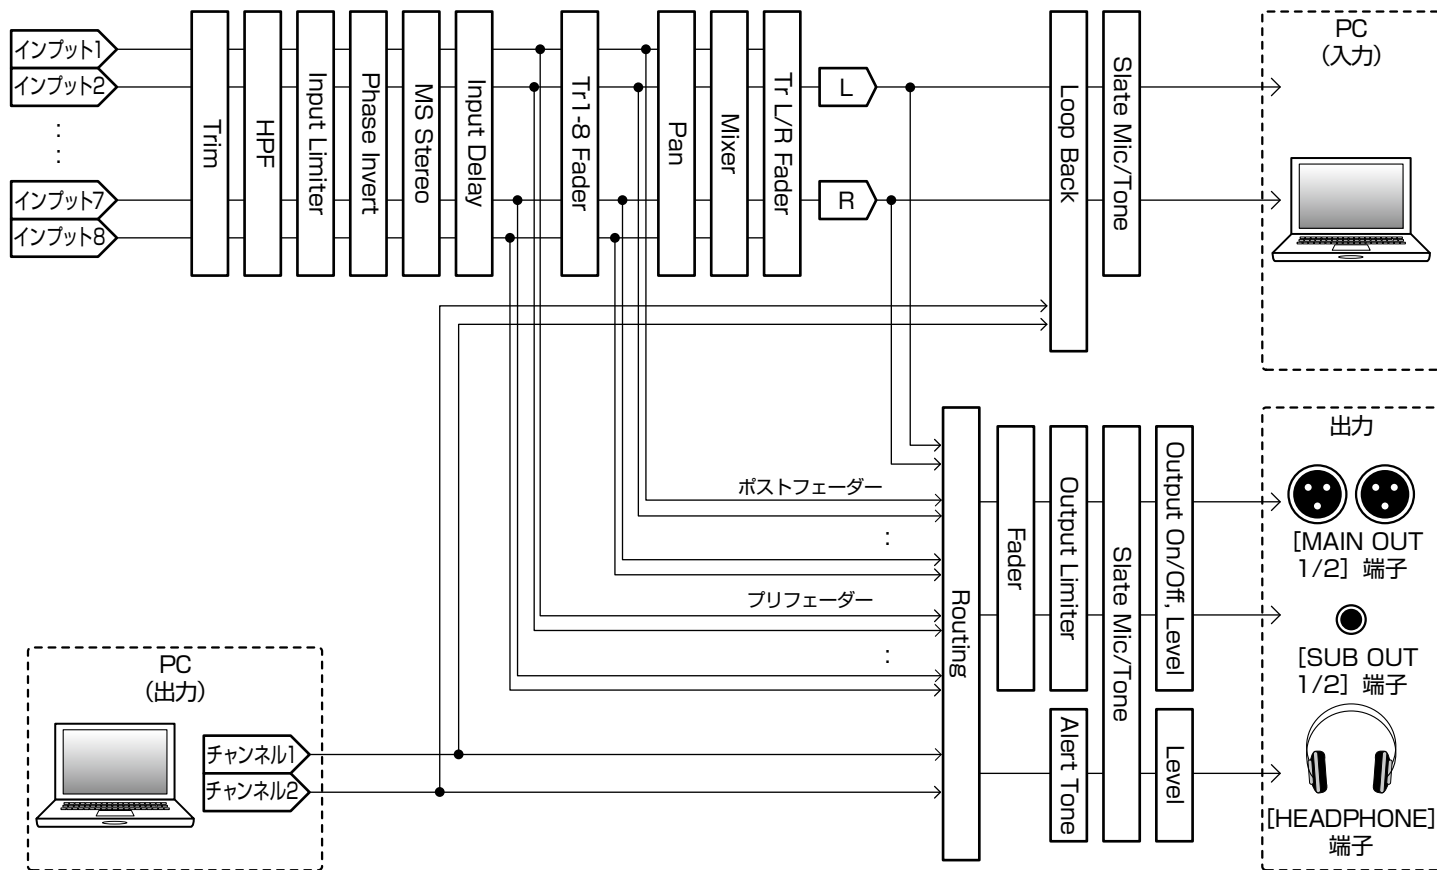 インプット1
インプット2
:
:
インプット7
インプット8
Trim
HPF
Input Limiter
Phase Invert
MS Stereo
Input Delay
Tr1-8 Fader
Pan
Mixer
Tr L/R Fader
L
R
Loop Back
Slate Mic/Tone
PC
（入力）
ポストフェーダー
:
プリフェーダー
:
Routing
Fader
Output Limiter
Alert Tone
Slate Mic/Tone
Output On/Off, Level
Level
出力
[MAIN OUT
1/2] 端子
[SUB OUT
1/2] 端子
[HEADPHONE]
端子
PC
（出力）
チャンネル1
チャンネル2